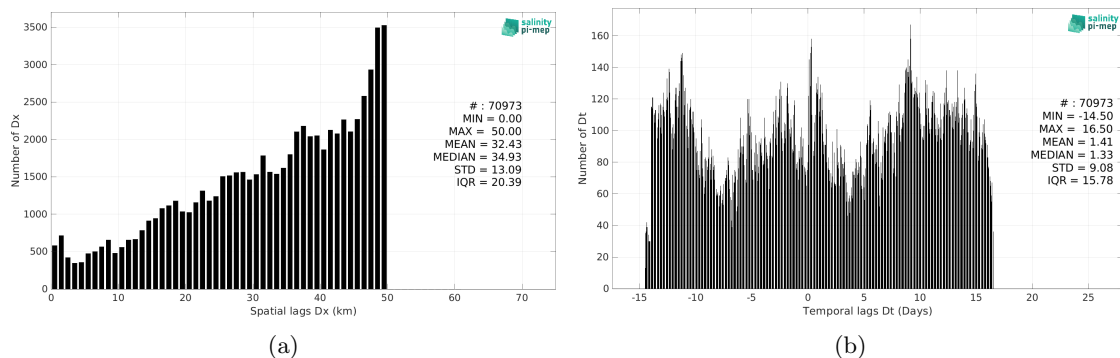 3500
3000
2500
2000
1500
1000
500
0
Number of Dx
0 10 20 30 40 50 60 70
Spatial lags Dx (km)
salinity
pi-mep
# : 70973
MIN = 0.00
MAX = 50.00
MEAN = 32.43
MEDIAN = 34.93
STD = 13.09
IQR = 20.39
(a)
160
140
120
100
80
60
40
20
0
Number of Dt
-15 -10 -5 0 5 10 15 20 25
Temporal lags Dt (Days)
salinity
pi-mep
# : 70973
MIN = -14.50
MAX = 16.50
MEAN = 1.41
MEDIAN = 1.33
STD = 9.08
IQR = 15.78
(b)